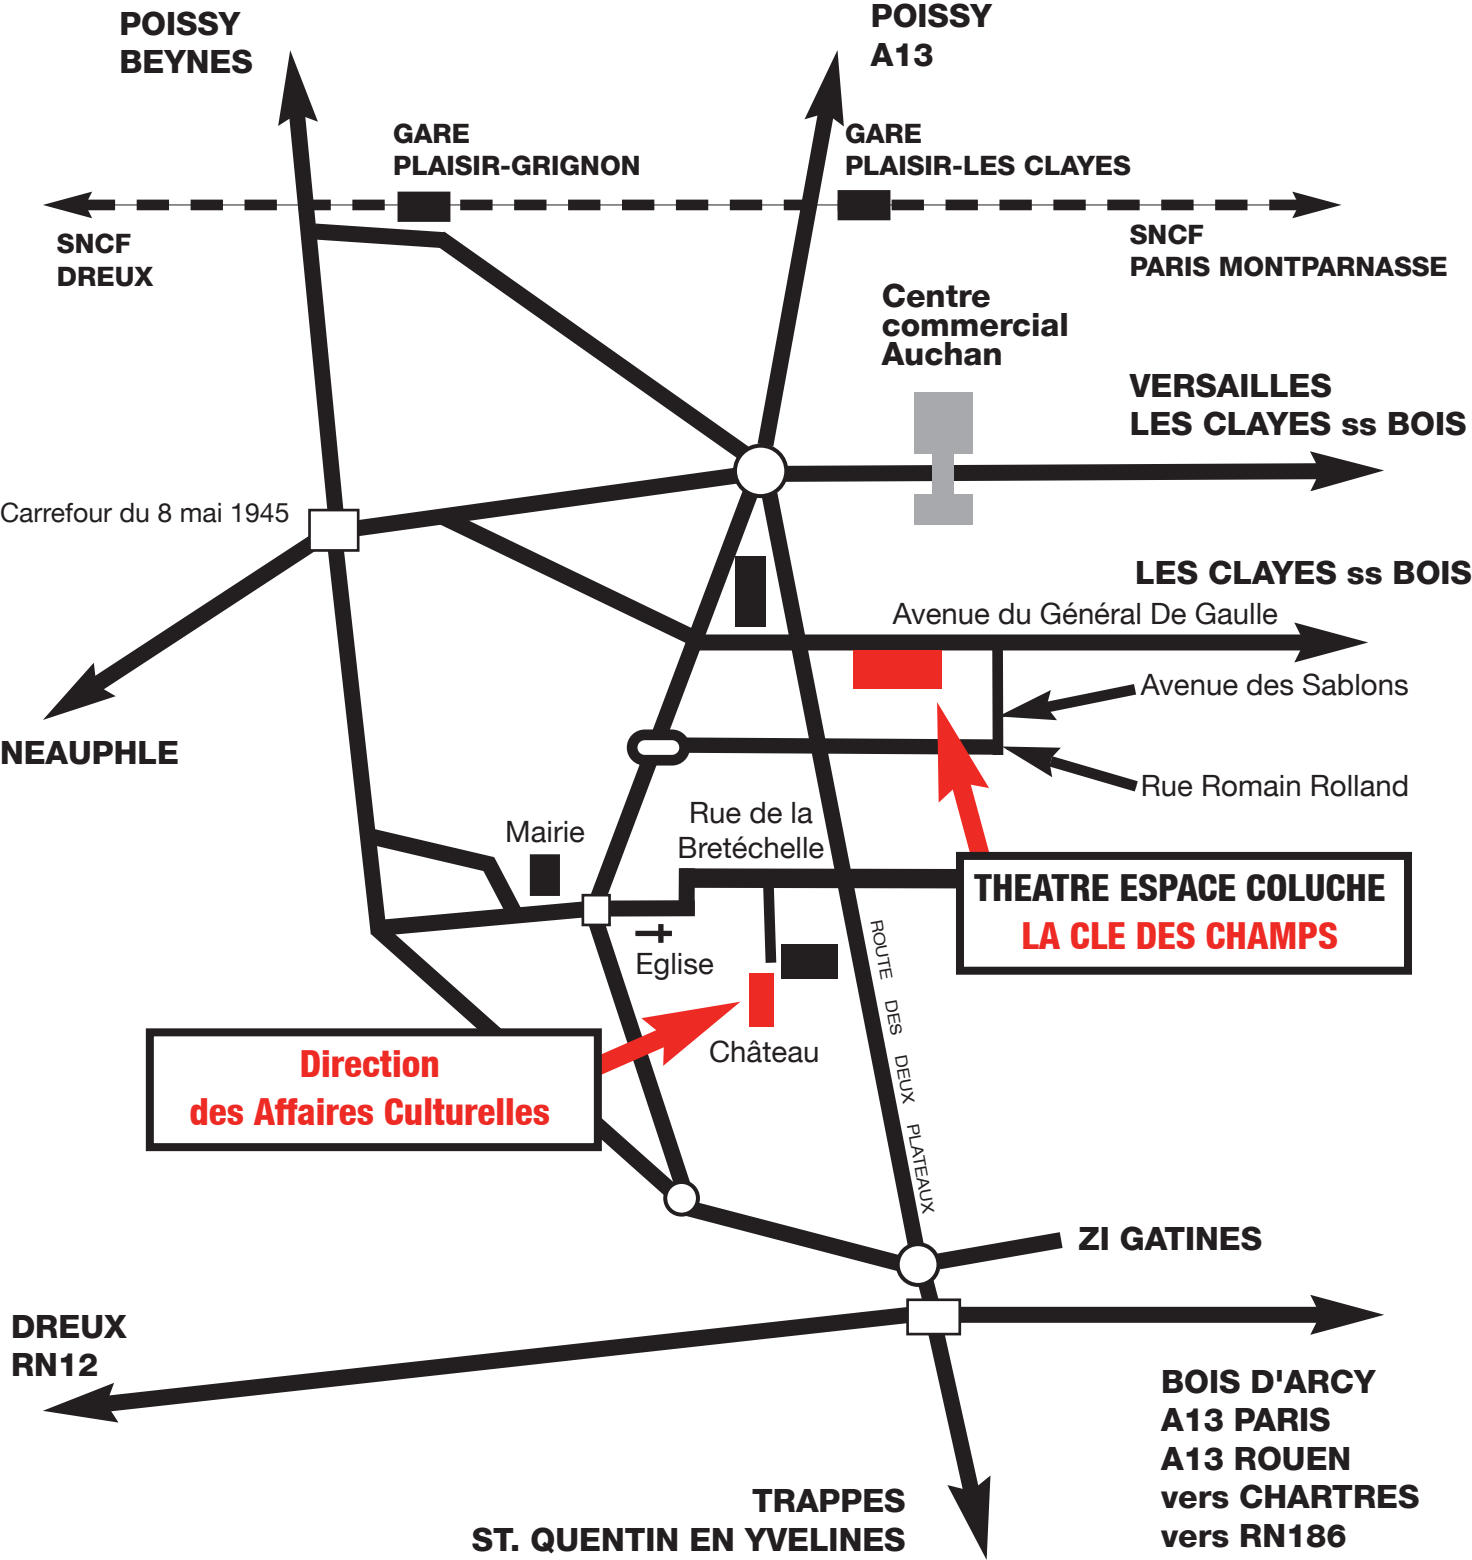 POISSY
BEYNES
POISSY
A13
GARE
PLAISIR-GRIGNON
GARE
PLAISIR-LES CLAYES
SNCF
DREUX
SNCF
PARIS MONTPARNASSE
Centre
commercial
Auchan
VERSAILLES
LES CLAYES ss BOIS
Carrefour du 8 mai 1945
LES CLAYES ss BOIS
Avenue du Général De Gaulle
Avenue des Sablons
NEAUPHLE
Rue Romain Rolland
Rue de la
Bretéchelle
Mairie
THEATRE ESPACE COLUCHE
LA CLE DES CHAMPS
Eglise
ROUTE DES DEUX PLATEAUX
Château
Direction
des Affaires Culturelles
ZI GATINES
DREUX
RN12
BOIS D'ARCY
A13 PARIS
A13 ROUEN
vers CHARTRES
vers RN186
TRAPPES
ST. QUENTIN EN YVELINES